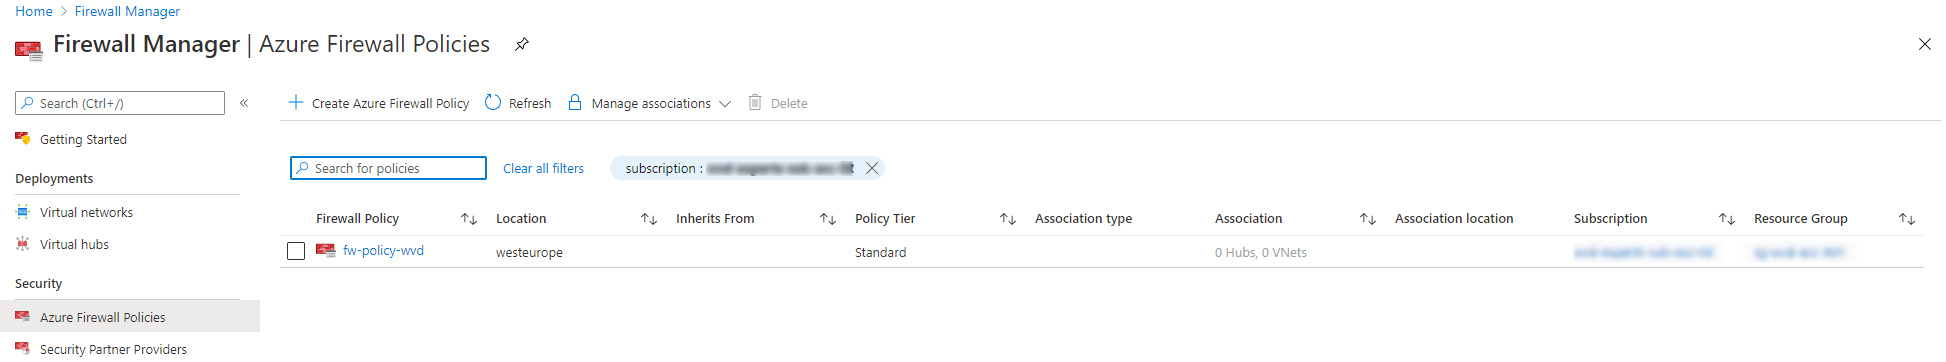 Home > Firewall Manager
Firewall Manager | Azure Firewall Policies
Search (Ctrl+/)
«
Create Azure Firewall Policy
Refresh
Manage associations
Delete
Getting Started
Deployments
Virtual networks
Virtual hubs
Security
Azure Firewall Policies
Security Partner Providers
Search for policies
Clear all filters
subscription :
Firewall Policy ↑↓ Location ↑↓ Inherits From ↑↓ Policy Tier ↑↓ Association type Association ↑↓ Association location Subscription ↑↓ Resource Group ↑↓
fw-policy-wvd westeurope Standard 0 Hubs, 0 VNets